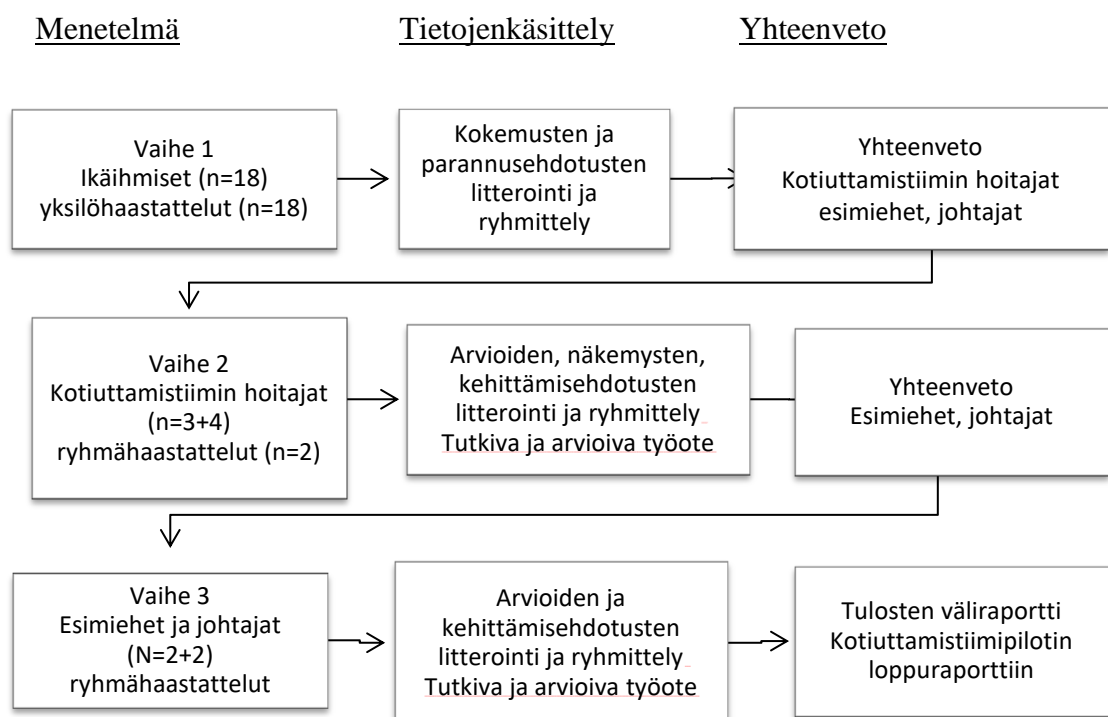 Menetelmä
Tietojenkäsittely
Yhteenveto
Vaihe 1
Ikäihmiset (n=18)
yksilöhaastattelut (n=18)
Kokemusten ja
parannusehdotusten
litterointi ja
ryhmittely
Yhteenveto
Kotiuttamistiimin hoitajat
esimiehet, johtajat
Vaihe 2
Kotiuttamistiimin hoitajat
(n=3+4)
ryhmähaastattelut (n=2)
Arvioiden, näkemysten,
kehittämisehdotusten
litterointi ja ryhmittely
Tutkiva ja arvioiva työote
Yhteenveto
Esimiehet, johtajat
Vaihe 3
Esimiehet ja johtajat
(N=2+2)
ryhmähaastattelut
Arvioiden ja
kehittämisehdotusten
litterointi ja ryhmittely
Tutkiva ja arvioiva työote
Tulosten väliraportti
Kotiuttamistiimipilotin
loppuraporttiin